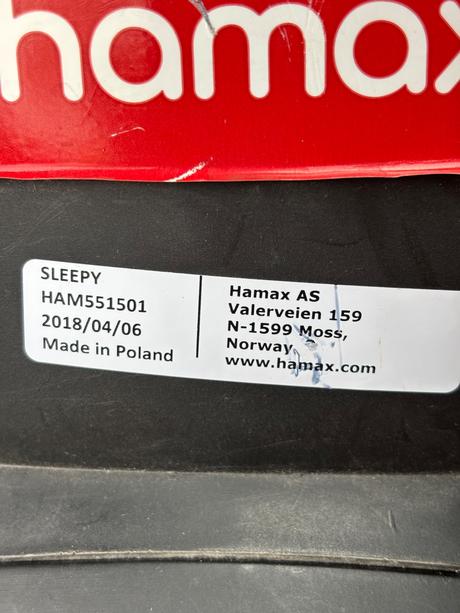 hamax
SLEEPY
HAM551501
2018/04/06
Made in Poland
Hamax AS
Valerveien 159
N-1599 Moss,
Norway,
www.hamax.com